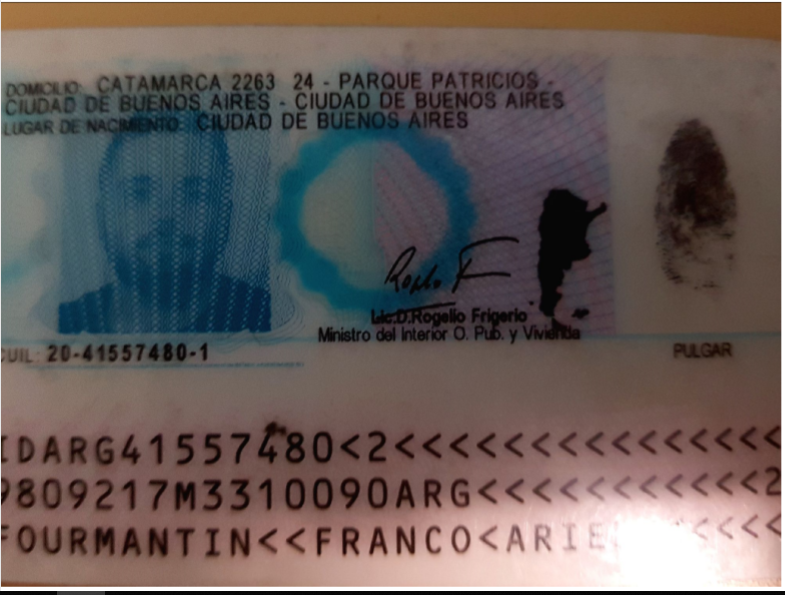 DOMICILIO: CATAMARCA 2263 24 - PARQUE PATRICIOS -
CIUDAD DE BUENOS AIRES - CIUDAD DE BUENOS AIRES
LUGAR DE NACIMIENTO: CIUDAD DE BUENOS AIRES
Lic.D.Rogelio Frigerio
Ministro del Interior O. Pub. y Vivienda
CUIL: 20-41557480-1
PULGAR
IDARG41557480<2<<<<<<<<<<<<<<<
9809217M3310090ARG<<<<<<<<<<<2
FOURMANTIN<<FRANCO<ARIE <<<<